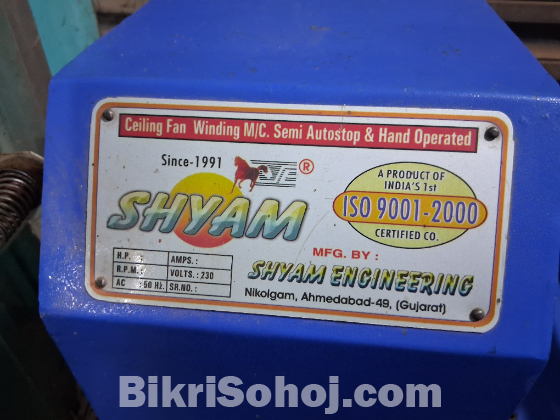 Ceiling Fan Winding M/C. Semi Autostop & Hand Operated
Since-1991
®
SHYAM
A PRODUCT OF
INDIA'S 1st
ISO 9001-2000
CERTIFIED CO.
H.P. : AMPS. :
R.P.M. VOLTS. : 230
AC : 50 Hz. SR.NO. :
MFG. BY :
SHYAM ENGINEERING
Nikolgam, Ahmedabad-49, (Gujarat)
BikriSohoj.com